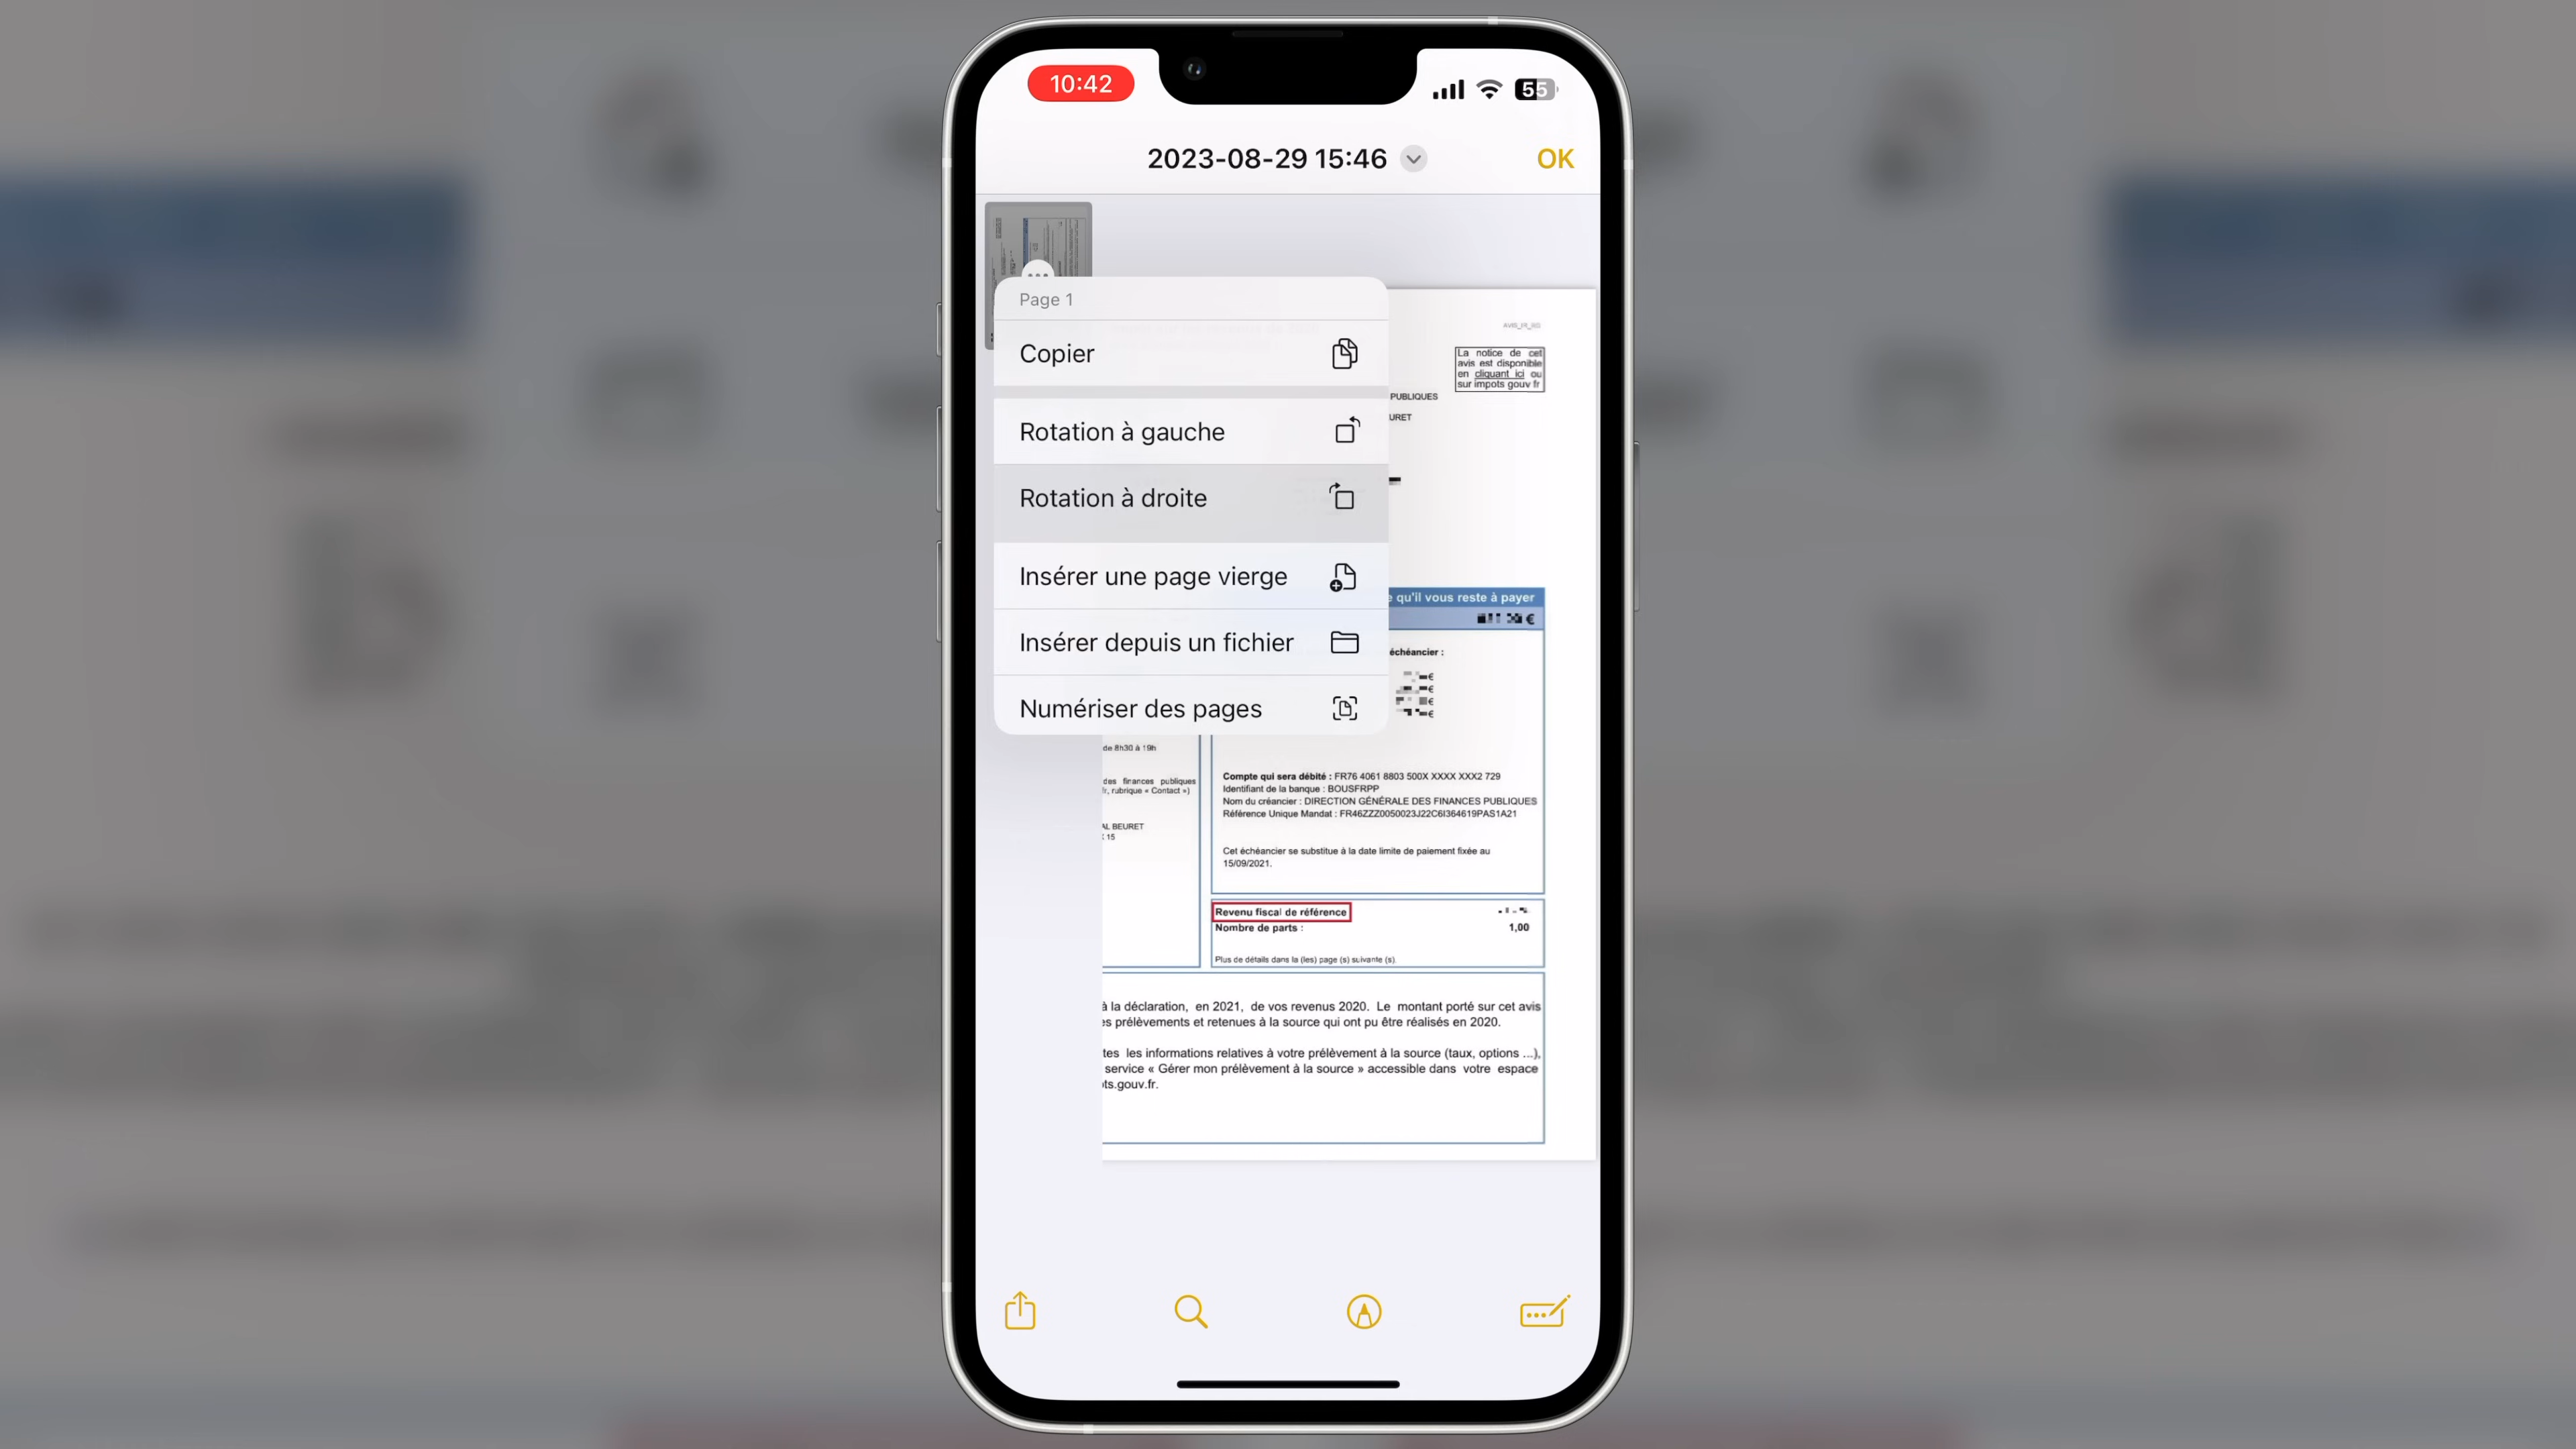 10:42
55
2023-08-29 15:46
OK
Page 1
Copier
Rotation à gauche
Rotation à droite
Insérer une page vierge
Insérer depuis un fichier
Numériser des pages
La notice de cet
avis est disponible
en cliquant ici ou
sur impots gouv fr
PUBLIQUES
URET
e qu'il vous reste à payer
€
échéancier :
€
€
€
€
de 8h30 à 19h
des finances publiques
r, rubrique « Contact »)
AL BEURET
15
Compte qui sera débité : FR76 4061 8803 500X XXXX XXX2 729
Identifiant de la banque : BOUSFRPP
Nom du créancier : DIRECTION GÉNÉRALE DES FINANCES PUBLIQUES
Référence Unique Mandat : FR46ZZZ0050023J22C6I364619PAS1A21
Cet échéancier se substitue à la date limite de paiement fixée au
15/09/2021.
Revenu fiscal de référence
Nombre de parts : 1,00
Plus de détails dans la (les) page (s) suivante (s).
à la déclaration, en 2021, de vos revenus 2020. Le montant porté sur cet avis
es prélèvements et retenues à la source qui ont pu être réalisés en 2020.
tes les informations relatives à votre prélèvement à la source (taux, options ...),
service « Gérer mon prélèvement à la source » accessible dans votre espace
ots.gouv.fr.